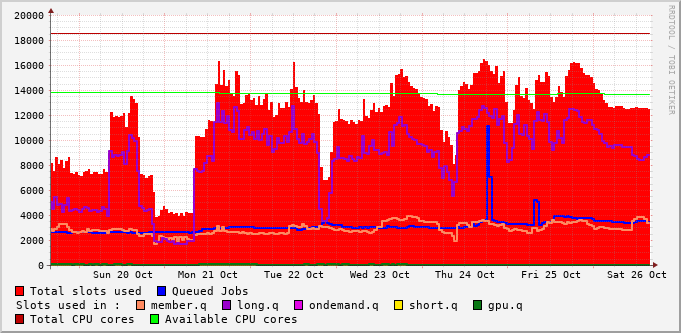 20000
18000
16000
14000
12000
10000
8000
6000
4000
2000
0
Sun 20 Oct Mon 21 Oct Tue 22 Oct Wed 23 Oct Thu 24 Oct Fri 25 Oct Sat 26 Oct
RRDTOOL / TOBI OETIKER
Total slots used Queued Jobs
Slots used in : member.q long.q ondemand.q short.q gpu.q
Total CPU cores Available CPU cores